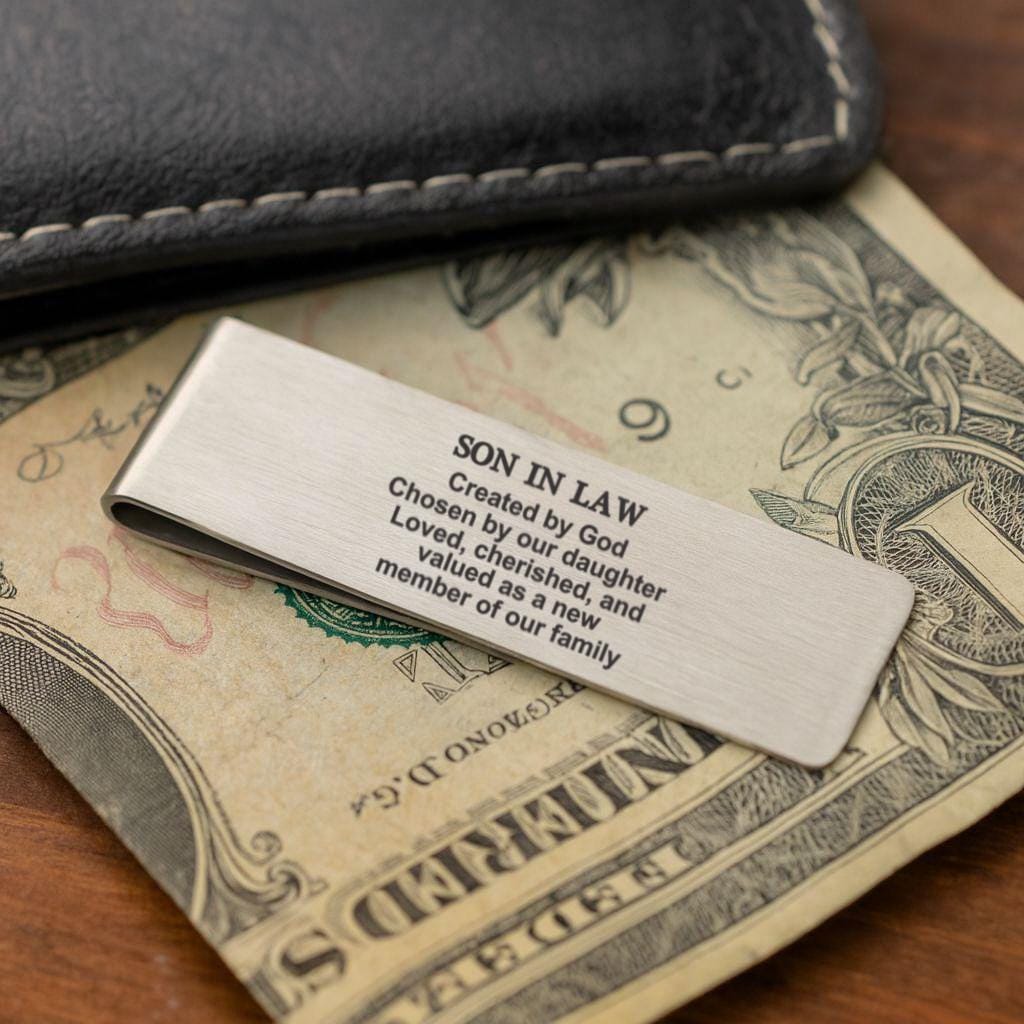 SON IN LAW
Created by God
Chosen by our daughter
Loved, cherished, and
valued as a new
member of our family